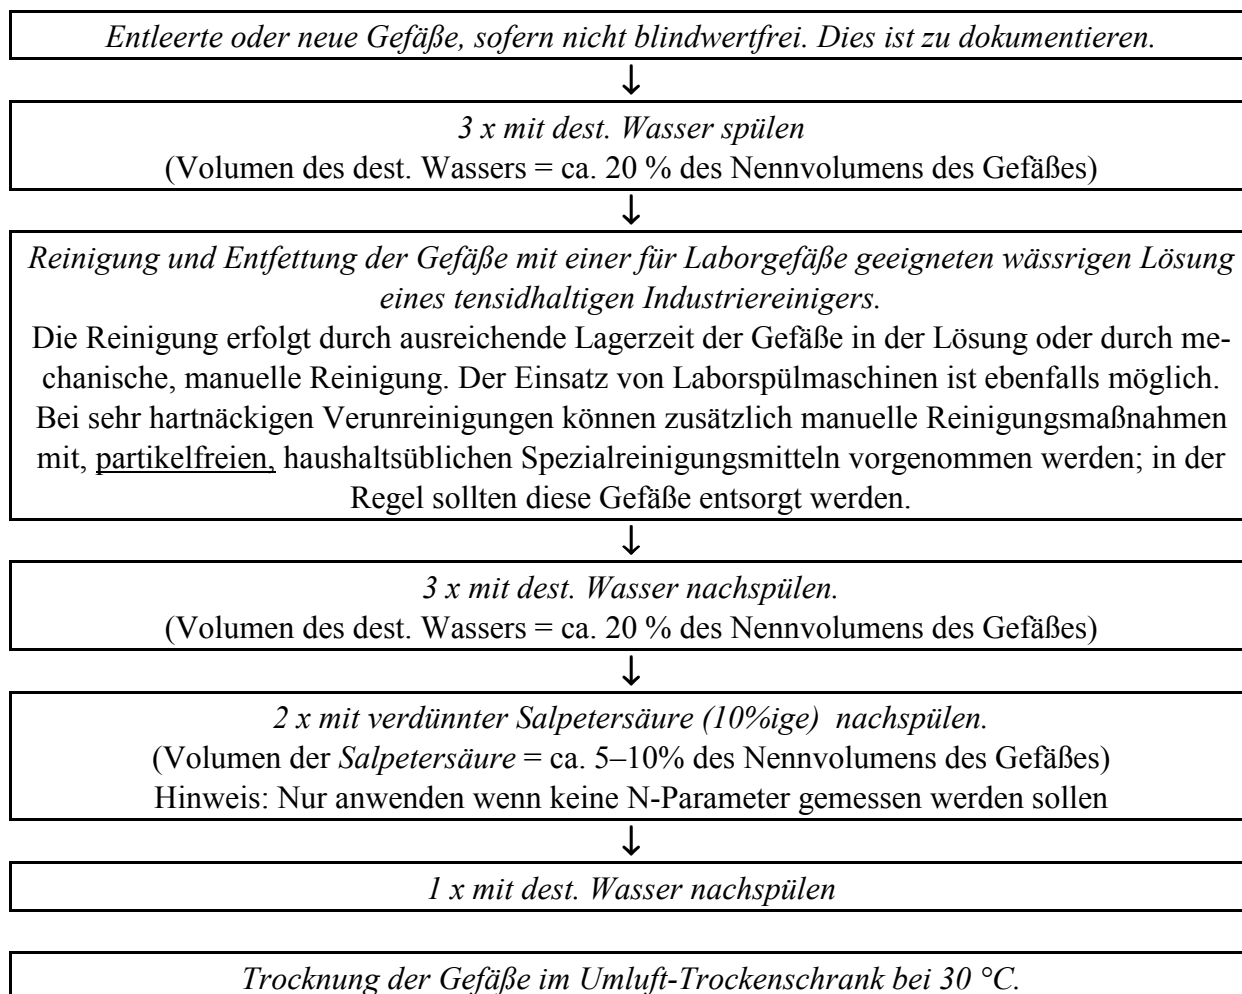 Entleerte oder neue Gefäße, sofern nicht blindwertfrei. Dies ist zu dokumentieren.
↓
3 x mit dest. Wasser spülen
(Volumen des dest. Wassers = ca. 20 % des Nennvolumens des Gefäßes)
↓
Reinigung und Entfettung der Gefäße mit einer für Laborgefäße geeigneten wässrigen Lösung
eines tensidhaltigen Industriereinigers.
Die Reinigung erfolgt durch ausreichende Lagerzeit der Gefäße in der Lösung oder durch me-
chanische, manuelle Reinigung. Der Einsatz von Laborspülmaschinen ist ebenfalls möglich.
Bei sehr hartnäckigen Verunreinigungen können zusätzlich manuelle Reinigungsmaßnahmen
mit, partikelfreien, haushaltsüblichen Spezialreinigungsmitteln vorgenommen werden; in der
Regel sollten diese Gefäße entsorgt werden.
↓
3 x mit dest. Wasser nachspülen.
(Volumen des dest. Wassers = ca. 20 % des Nennvolumens des Gefäßes)
↓
2 x mit verdünnter Salpetersäure (10%ige) nachspülen.
(Volumen der Salpetersäure = ca. 5–10% des Nennvolumens des Gefäßes)
Hinweis: Nur anwenden wenn keine N-Parameter gemessen werden sollen
↓
1 x mit dest. Wasser nachspülen
Trocknung der Gefäße im Umluft-Trockenschrank bei 30 °C.